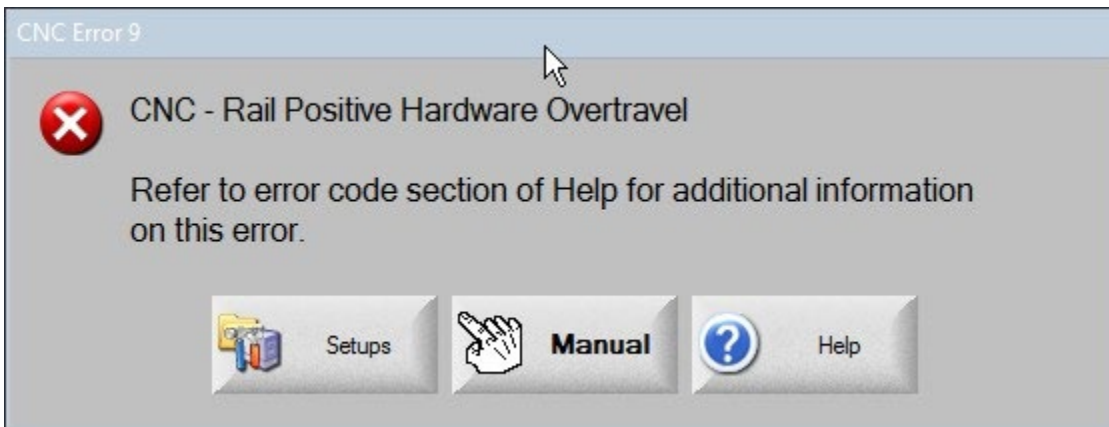 CNC Error 9
CNC - Rail Positive Hardware Overtravel
Refer to error code section of Help for additional information
on this error.
Setups
Manual
Help